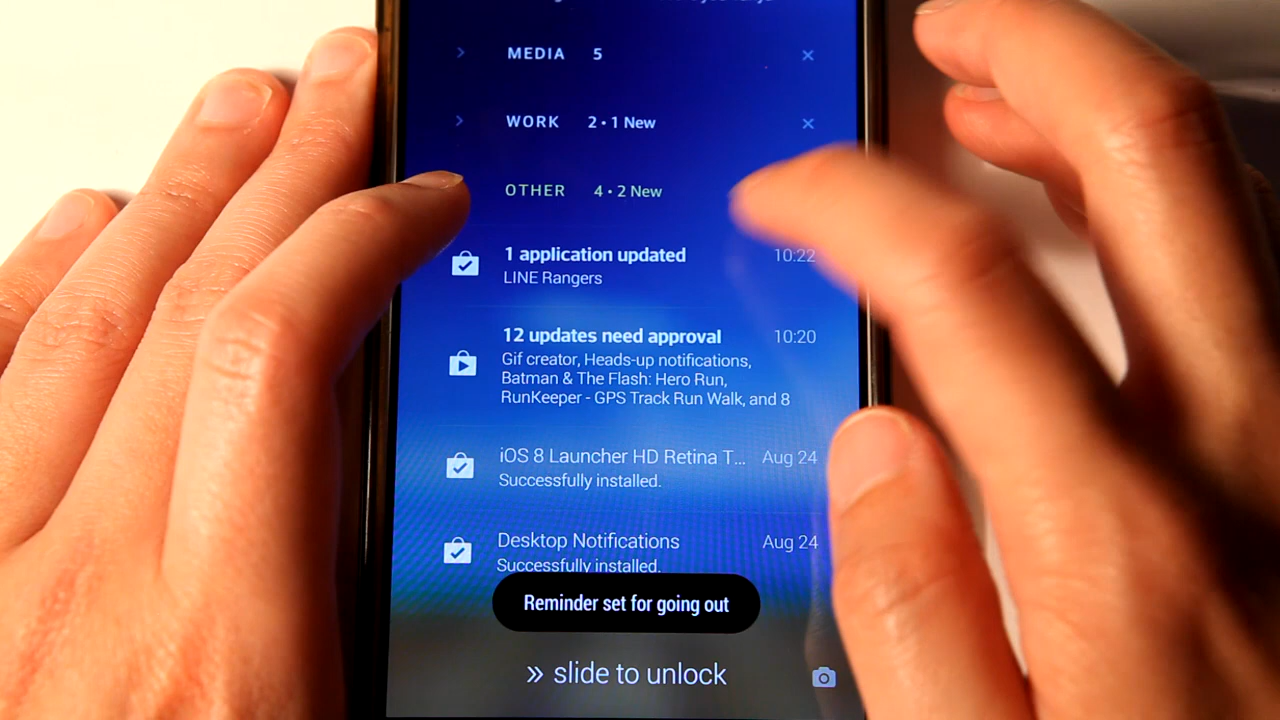 MEDIA 5
WORK 2 • 1 New
OTHER 4 • 2 New
1 application updated 10:22
LINE Rangers
12 updates need approval 10:20
Gif creator, Heads-up notifications,
Batman & The Flash: Hero Run,
RunKeeper - GPS Track Run Walk, and 8
iOS 8 Launcher HD Retina T... Aug 24
Successfully installed.
Desktop Notifications Aug 24
Successfully installed.
Reminder set for going out
» slide to unlock